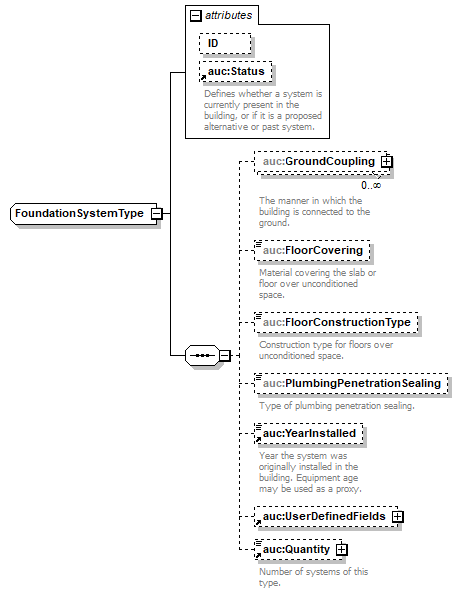 attributes
ID
auc:Status
Defines whether a system is
currently present in the
building, or if it is a proposed
alternative or past system.
FoundationSystemType
auc:GroundCoupling
0..∞
The manner in which the
building is connected to the
ground.
auc:FloorCovering
Material covering the slab or
floor over unconditioned
space.
auc:FloorConstructionType
Construction type for floors over
unconditioned space.
auc:PlumbingPenetrationSealing
Type of plumbing penetration sealing.
auc:YearInstalled
Year the system was
originally installed in the
building. Equipment age
may be used as a proxy.
auc:UserDefinedFields
auc:Quantity
Number of systems of this
type.